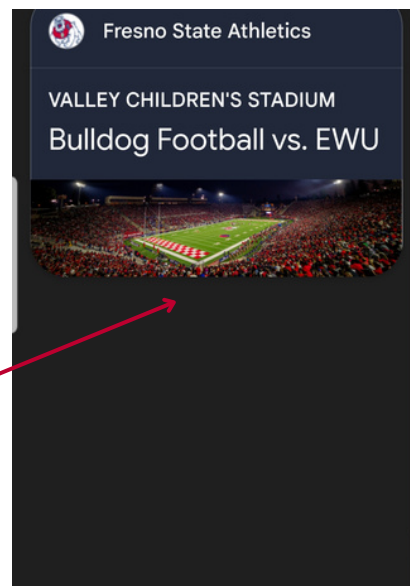 Fresno State Athletics
VALLEY CHILDREN'S STADIUM
Bulldog Football vs. EWU